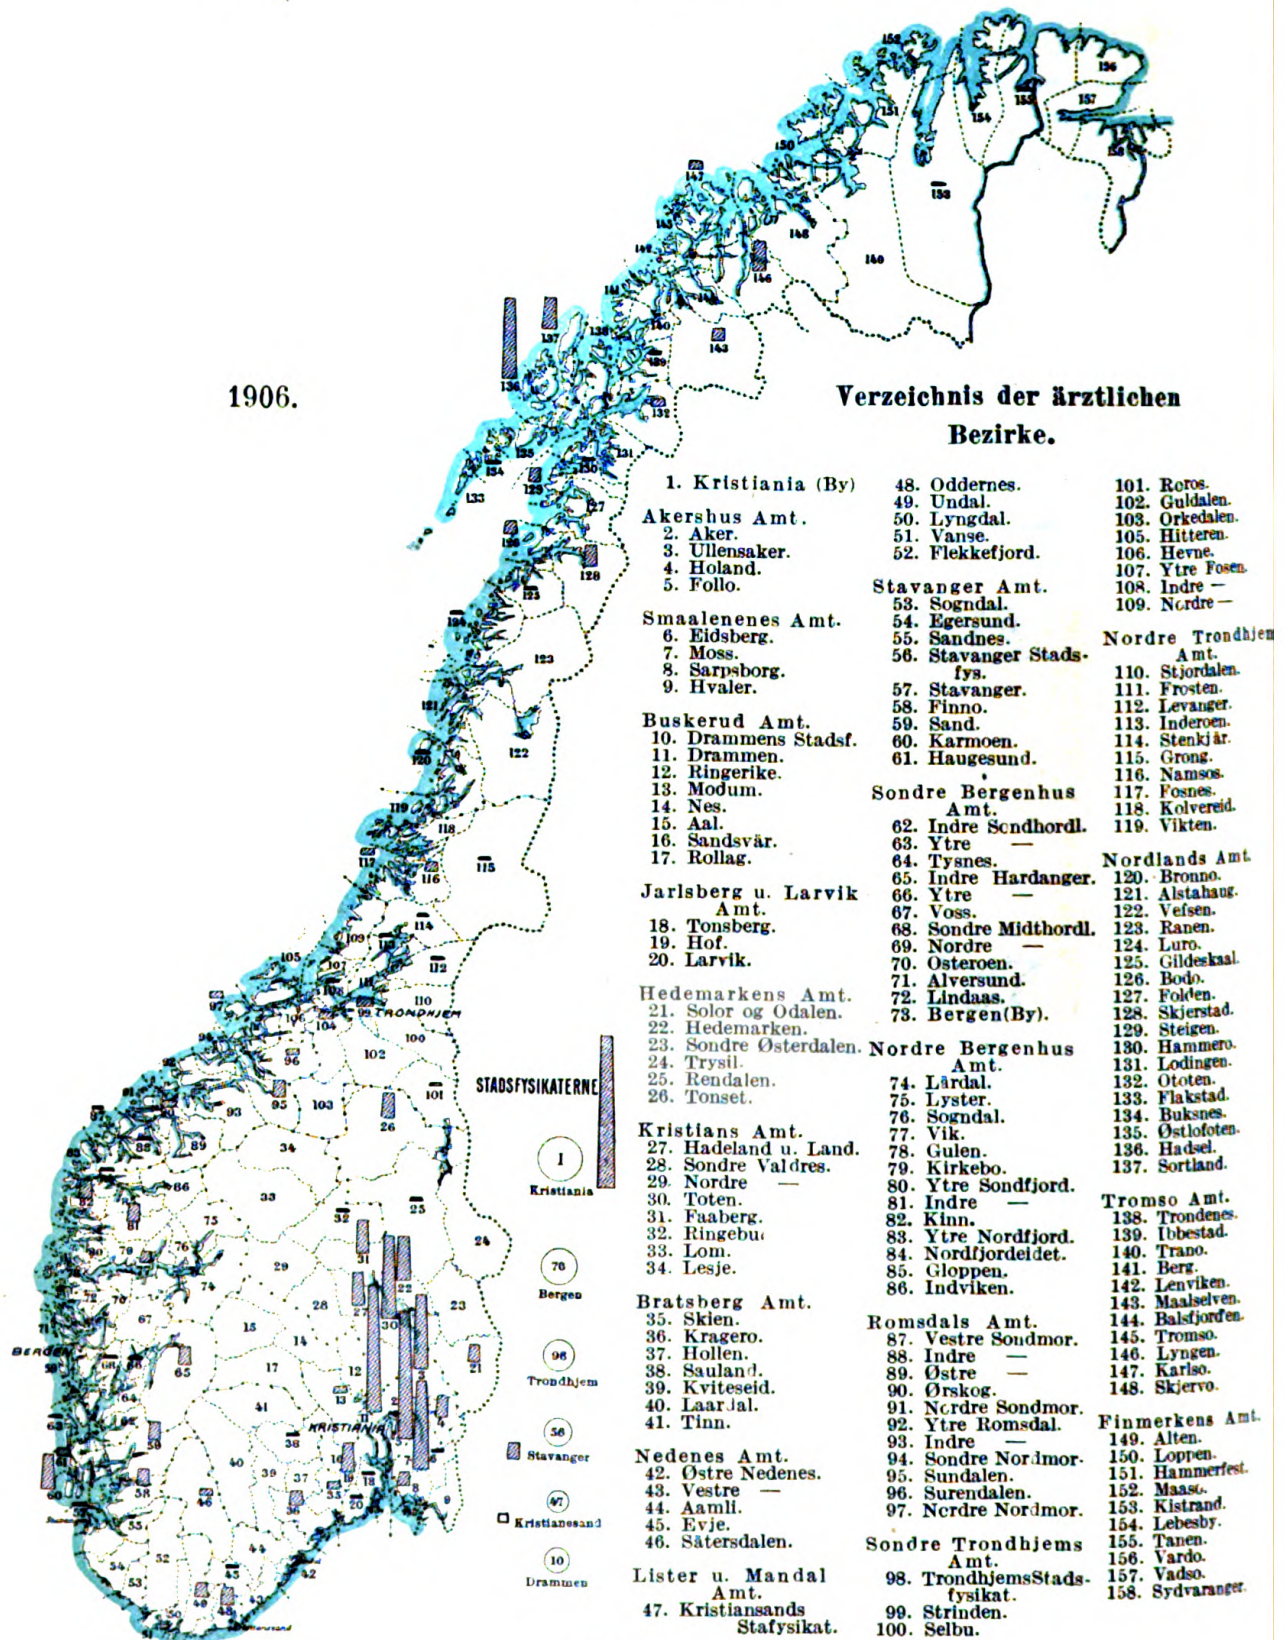 1906.
Verzeichnis der ärztlichen
Bezirke.
1. Kristiania (By)
Akershus Amt.
2. Aker.
3. Ullensaker.
4. Holand.
5. Follo.
Smaalenenes Amt.
6. Eidsberg.
7. Moss.
8. Sarpsborg.
9. Hvaler.
Buskerud Amt.
10. Drammens Stadsf.
11. Drammen.
12. Ringerike.
13. Modum.
14. Nes.
15. Aal.
16. Sandsvär.
17. Rollag.
Jarlsberg u. Larvik
Amt.
18. Tonsberg.
19. Hof.
20. Larvik.
Hedemarkens Amt.
21. Solor og Odalen.
22. Hedemarken.
23. Sondre Østerdalen.
24. Trysil.
25. Rendalen.
26. Tonset.
Kristians Amt.
27. Hadeland u. Land.
28. Sondre Valdres.
29. Nordre —
30. Toten.
31. Faaberg.
32. Ringebu.
33. Lom.
34. Lesje.
Bratsberg Amt.
35. Skien.
36. Kragero.
37. Hollen.
38. Sauland.
39. Kviteseid.
40. Laardal.
41. Tinn.
Nedenes Amt.
42. Østre Nedenes.
43. Vestre —
44. Aamli.
45. Evje.
46. Sätersdalen.
Lister u. Mandal
Amt.
47. Kristiansands
Stafysikat.
48. Oddernes.
49. Undal.
50. Lyngdal.
51. Vanse.
52. Flekkefjord.
Stavanger Amt.
53. Sogndal.
54. Egersund.
55. Sandnes.
56. Stavanger Stads-
fys.
57. Stavanger.
58. Finno.
59. Sand.
60. Karmoen.
61. Haugesund.
Sondre Bergenhus
Amt.
62. Indre Sondhordl.
63. Ytre —
64. Tysnes.
65. Indre Hardanger.
66. Ytre —
67. Voss.
68. Sondre Midthordl.
69. Nordre —
70. Osteroen.
71. Alversund.
72. Lindaas.
73. Bergen(By).
Nordre Bergenhus
Amt.
74. Lärdal.
75. Lyster.
76. Sogndal.
77. Vik.
78. Gulen.
79. Kirkebo.
80. Ytre Sondfjord.
81. Indre —
82. Kinn.
83. Ytre Nordfjord.
84. Nordfjordeidet.
85. Gloppen.
86. Indviken.
Romsdals Amt.
87. Vestre Sondmor.
88. Indre —
89. Østre —
90. Ørskog.
91. Nordre Sondmor.
92. Ytre Romsdal.
93. Indre —
94. Sondre Nordmor.
95. Sundalen.
96. Surendalen.
97. Nordre Nordmor.
Sondre Trondhjems
Amt.
98. TrondhjemsStads-
fysikat.
99. Strinden.
100. Selbu.
101. Roros.
102. Guldalen.
103. Orkedalen.
105. Hitteren.
106. Hevne.
107. Ytre Fosen.
108. Indre —
109. Nordre —
Nordre Trondhjem
Amt.
110. Stjordalen.
111. Frosten.
112. Levanger.
113. Inderoen.
114. Stenkjär.
115. Grong.
116. Namsos.
117. Fosnes.
118. Kolvereid.
119. Vikten.
Nordlands Amt.
120. Bronno.
121. Alstahaug.
122. Vefsen.
123. Ranen.
124. Luro.
125. Gildeskaal.
126. Bodo.
127. Folden.
128. Skjerstad.
129. Steigen.
130. Hammero.
131. Lodingen.
132. Ototen.
133. Flakstad.
134. Buksnes.
135. Østlofoten.
136. Hadsel.
137. Sortland.
Tromso Amt.
138. Trondenes.
139. Ibbestad.
140. Trano.
141. Berg.
142. Lenviken.
143. Maalselven.
144. Balsfjorden.
145. Tromso.
146. Lyngen.
147. Karlso.
148. Skjervo.
Finmerkens Amt.
149. Alten.
150. Loppen.
151. Hammerfest.
152. Maaso.
153. Kistrand.
154. Lebesby.
155. Tanen.
156. Vardo.
157. Vadso.
158. Sydvaranger.
STADSFYSIKATERNE
1
Kristiania
Bergen
98
Trondhjem
56
Stavanger
47
Kristianssand
10
Drammen
TRONDHJEM
BERGEN
KRISTIANIA